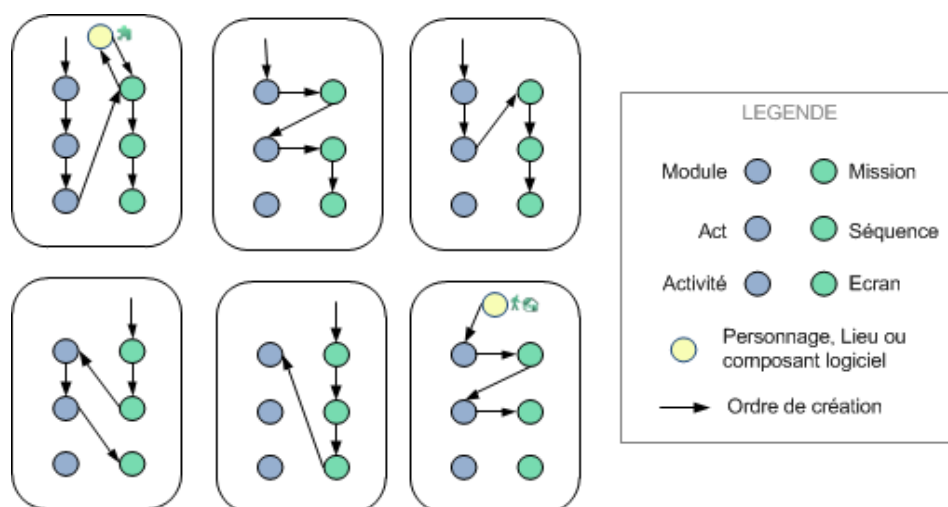 LEGENDE
Module Mission
Act Séquence
Activité Ecran
Personnage, Lieu ou
composant logiciel
Ordre de création